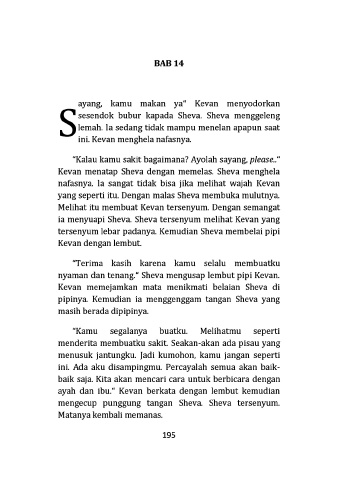 BAB 14
Sayang, kamu makan ya“ Kevan menyodorkan
sesendok bubur kapada Sheva. Sheva menggeleng
lemah. Ia sedang tidak mampu menelan apapun saat
ini. Kevan menghela nafasnya.
“Kalau kamu sakit bagaimana? Ayolah sayang, please..“
Kevan menatap Sheva dengan memelas. Sheva menghela
nafasnya. Ia sangat tidak bisa jika melihat wajah Kevan
yang seperti itu. Dengan malas Sheva membuka mulutnya.
Melihat itu membuat Kevan tersenyum. Dengan semangat
ia menyuapi Sheva. Sheva tersenyum melihat Kevan yang
tersenyum lebar padanya. Kemudian Sheva membelai pipi
Kevan dengan lembut.
“Terima kasih karena kamu selalu membuatku
nyaman dan tenang.” Sheva mengusap lembut pipi Kevan.
Kevan memejamkan mata menikmati belaian Sheva di
pipinya. Kemudian ia menggenggam tangan Sheva yang
masih berada dipipinya.
“Kamu segalanya buatku. Melihatmu seperti
menderita membuatku sakit. Seakan-akan ada pisau yang
menusuk jantungku. Jadi kumohon, kamu jangan seperti
ini. Ada aku disampingmu. Percayalah semua akan baik-
baik saja. Kita akan mencari cara untuk berbicara dengan
ayah dan ibu.” Kevan berkata dengan lembut kemudian
mengecup punggung tangan Sheva. Sheva tersenyum.
Matanya kembali memanas.
195